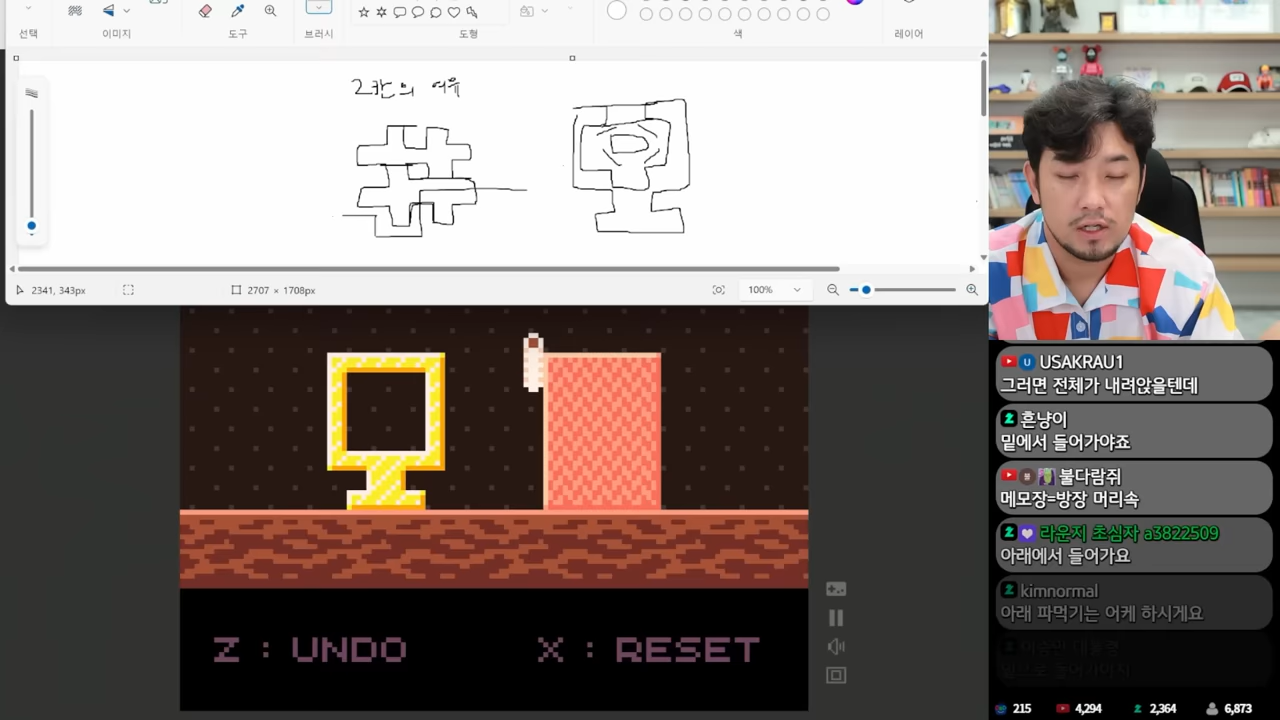 선택
이미지
도구
브러시
도형
색
레이어
2칸의 여유
2341, 343px
2707 × 1708px
100%
Z : UNDO
X : RESET
USAKRAU1
그러면 전체가 내려앉을텐데
흔냥이
밑에서 들어가야죠
불다람쥐
메모장=방장 머리속
라운지 초심자 a3822509
아래에서 들어가요
kimnormal
아래 파먹기는 어케 하시게요
215
4,294
2,364
6,873